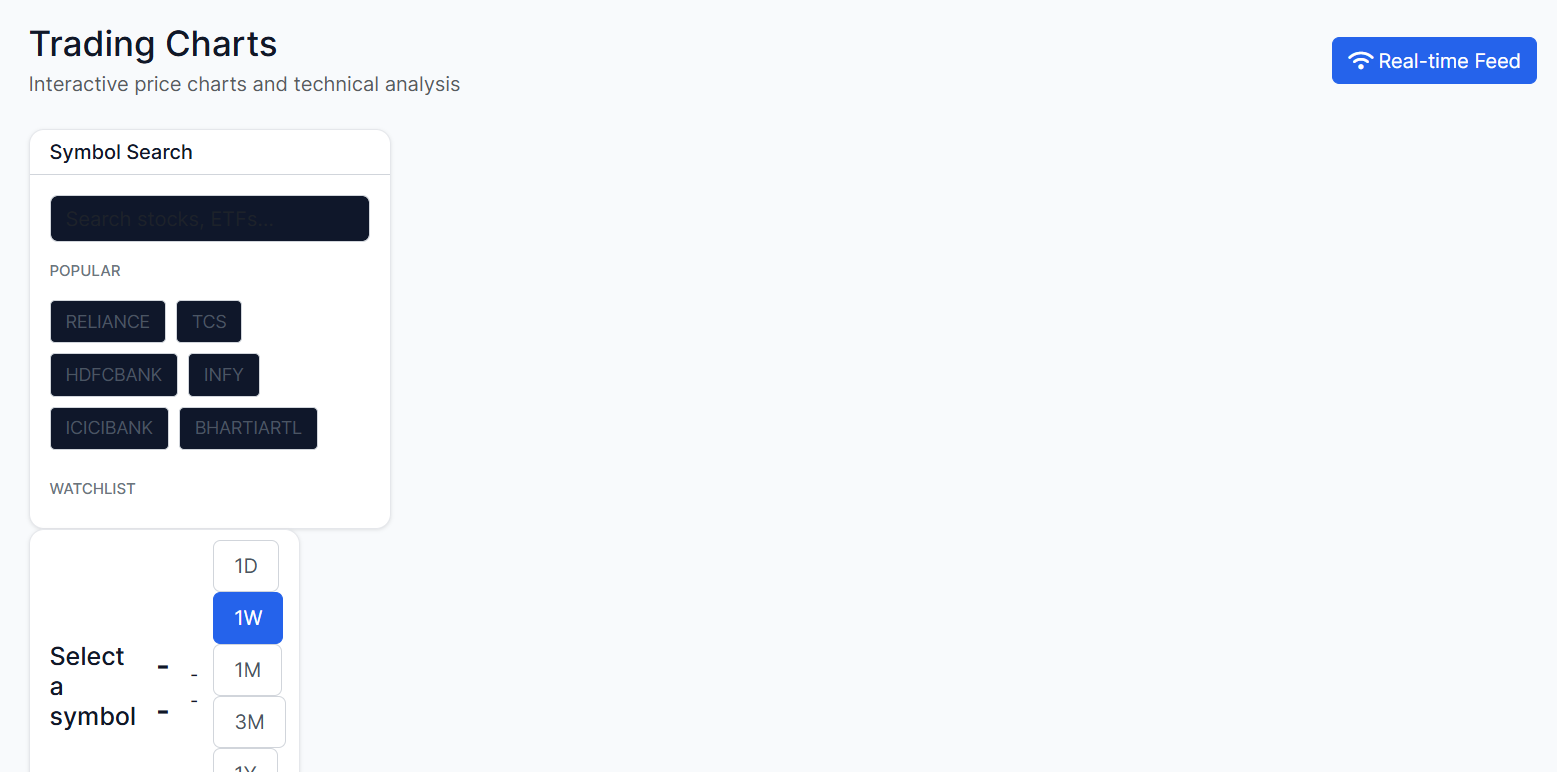 Trading Charts
Interactive price charts and technical analysis
Real-time Feed
Symbol Search
Search stocks, ETFs...
POPULAR
RELIANCE TCS
HDFCBANK INFY
ICICIBANK BHARTIARTL
WATCHLIST
Select
a
symbol
--
--
1D
1W
1M
3M
1Y